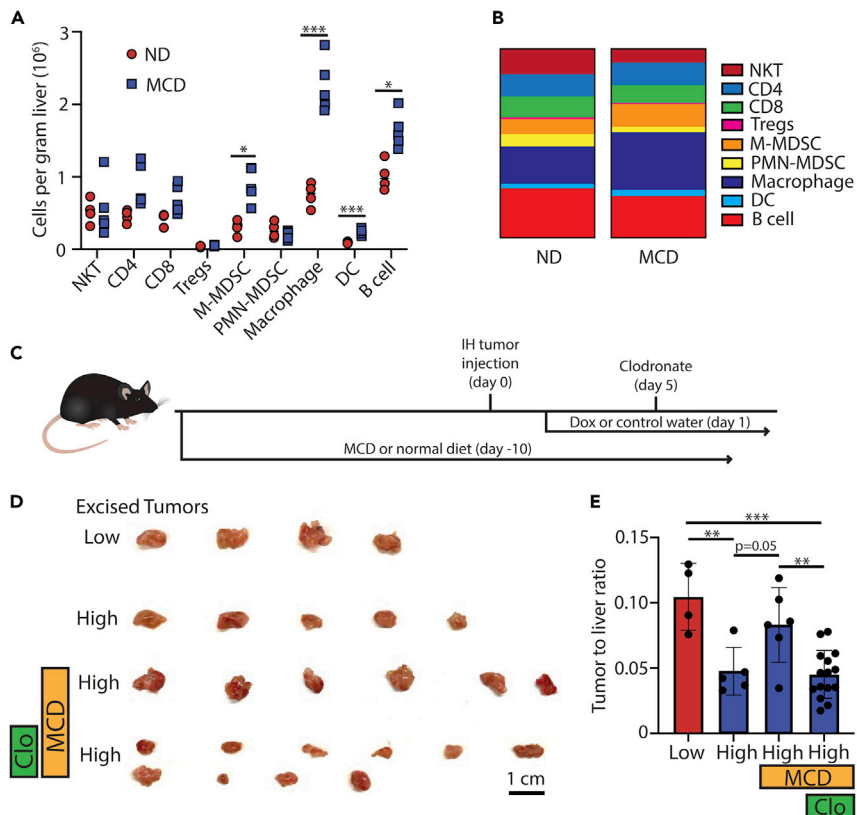 A
Cells per gram liver (10⁶)
3
2
1
0
ND
MCD
*
***
***
*
NKT
CD4
CD8
Tregs
M-MDSC
PMN-MDSC
Macrophage
DC
B cell
B
NKT
CD4
CD8
Tregs
M-MDSC
PMN-MDSC
Macrophage
DC
B cell
ND MCD
C
IH tumor
injection
(day 0)
Clodronate
(day 5)
Dox or control water (day 1)
MCD or normal diet (day -10)
D
Excised Tumors
Low
High
High
High
Clo
MCD
1 cm
E
Tumor to liver ratio
0.15
0.10
0.05
0
***
**
p=0.05
**
Low High High High
MCD
Clo